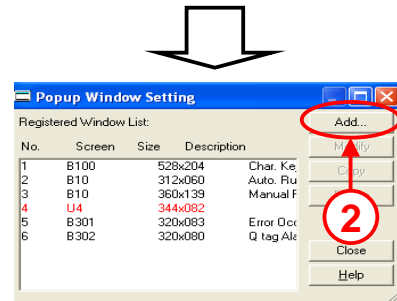 Popup Window Setting
Registered Window List:
Add...
No. Screen Size Description
Modify
1 B100 528x204 Char. Ke
Copy
2 B10 312x060 Auto. Ru
3 B10 360x139 Manual F
4 U4 344x082
2
5 B301 320x083 Error Occ
6 B302 320x080 Q tag Ala
Close
Help